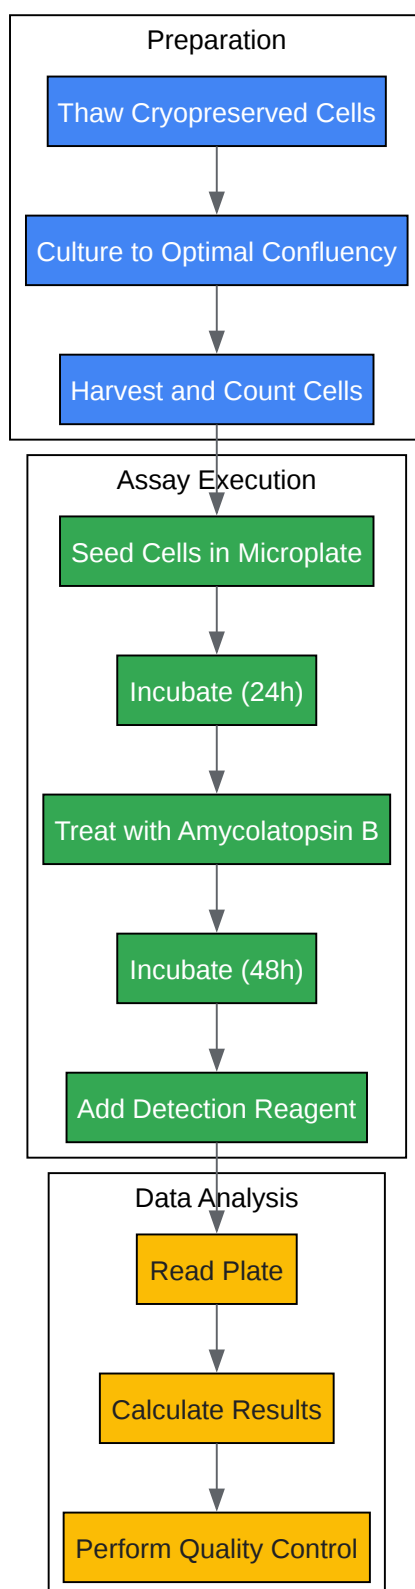 Preparation
Thaw Cryopreserved Cells
Culture to Optimal Confluency
Harvest and Count Cells
Assay Execution
Seed Cells in Microplate
Incubate (24h)
Treat with Amycolatopsin B
Incubate (48h)
Add Detection Reagent
Data Analysis
Read Plate
Calculate Results
Perform Quality Control